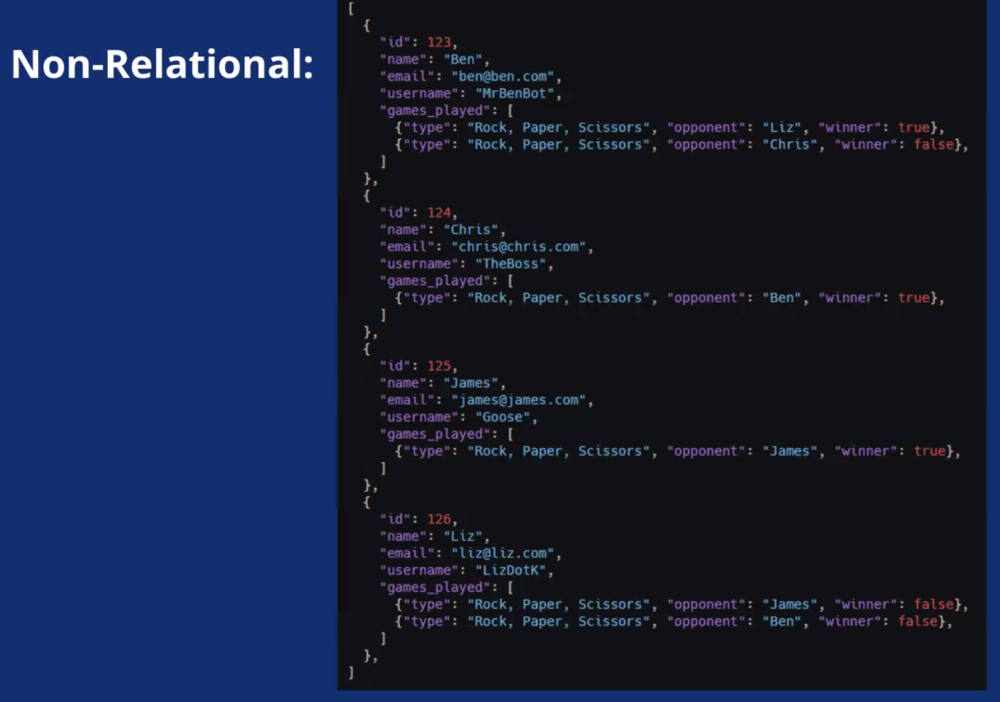 Non-Relational:
[
  {
    "id": 123,
    "name": "Ben",
    "email": "ben@ben.com",
    "username": "MrBenBot",
    "games_played": [
      {"type": "Rock, Paper, Scissors", "opponent": "Liz", "winner": true},
      {"type": "Rock, Paper, Scissors", "opponent": "Chris", "winner": false},
    ]
  },
  {
    "id": 124,
    "name": "Chris",
    "email": "chris@chris.com",
    "username": "TheBoss",
    "games_played": [
      {"type": "Rock, Paper, Scissors", "opponent": "Ben", "winner": true},
    ]
  },
  {
    "id": 125,
    "name": "James",
    "email": "james@james.com",
    "username": "Goose",
    "games_played": [
      {"type": "Rock, Paper, Scissors", "opponent": "James", "winner": true},
    ]
  },
  {
    "id": 126,
    "name": "Liz",
    "email": "liz@liz.com",
    "username": "LizDotK",
    "games_played": [
      {"type": "Rock, Paper, Scissors", "opponent": "James", "winner": false},
      {"type": "Rock, Paper, Scissors", "opponent": "Ben", "winner": false},
    ]
  },
]